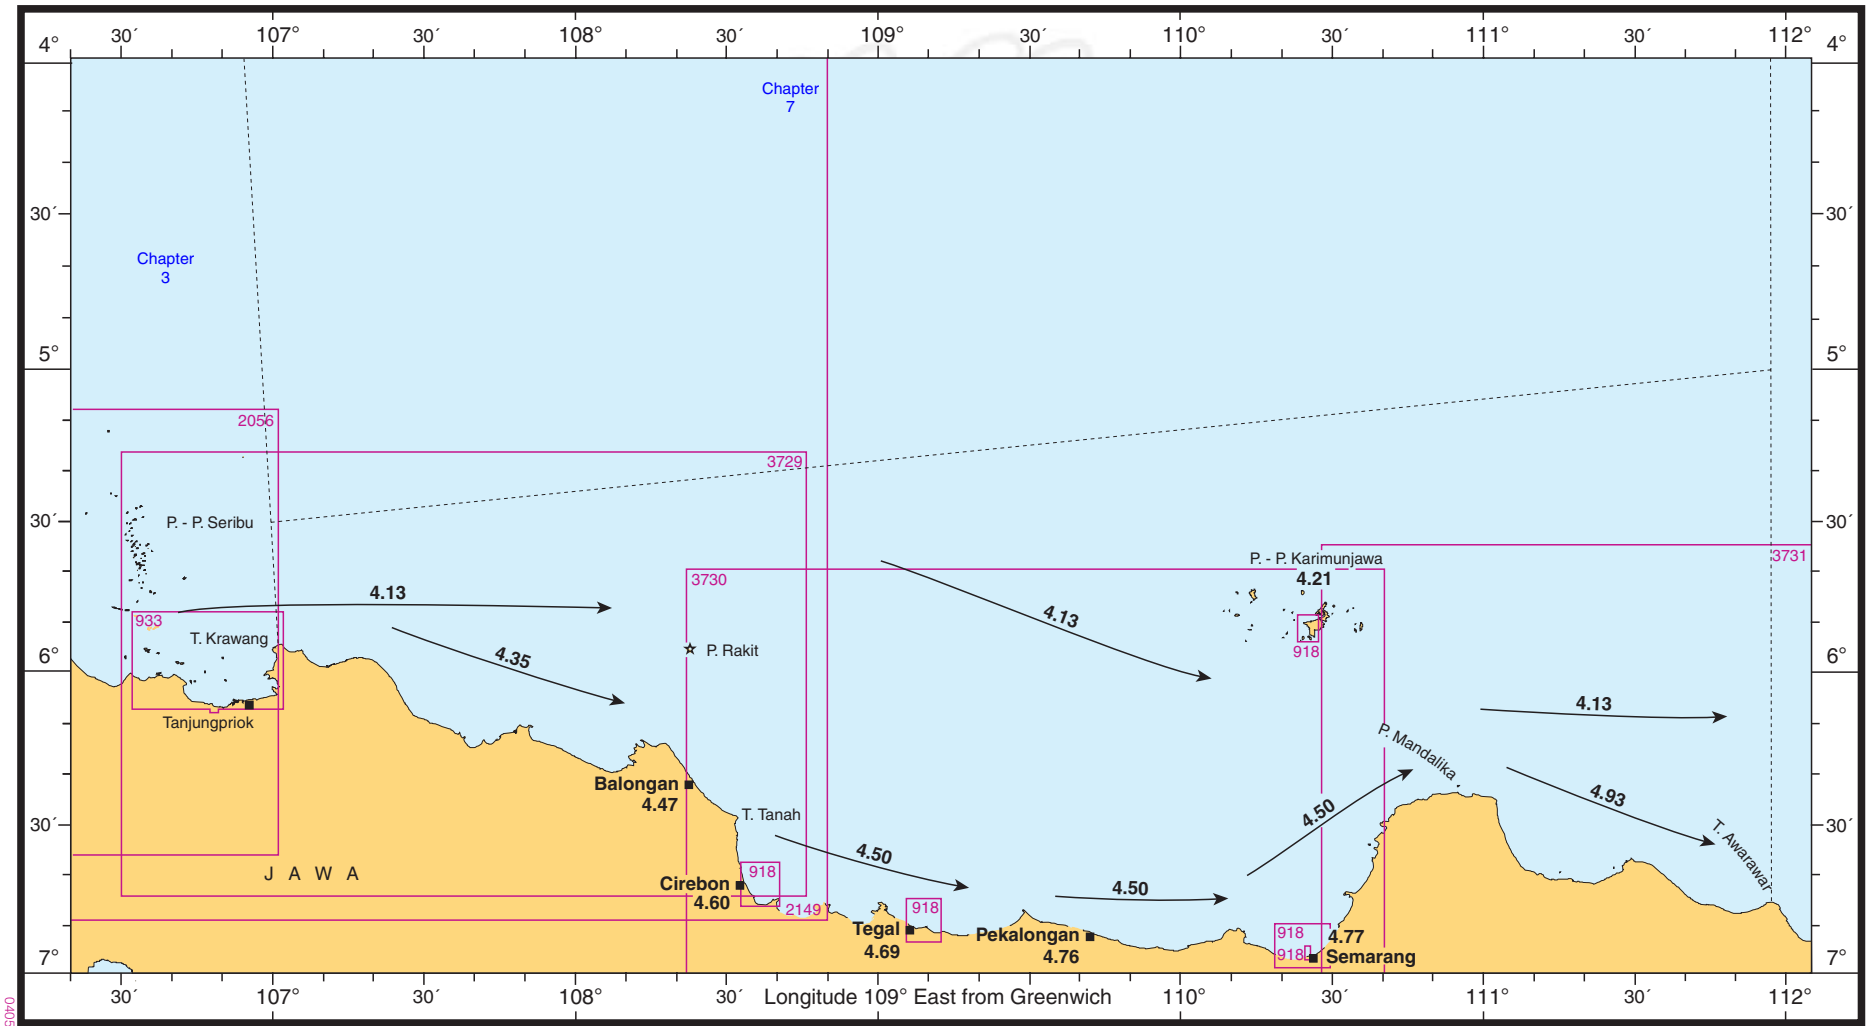 30´ 107° 30´ 108° 30´ 109° 30´ 110° 30´ 111° 30´ 112°
4° 4°
Chapter
7
30´ 30´
Chapter
3
5° 5°
2056
3729
30´ 30´
P. - P. Seribu
3731
P. - P. Karimunjawa
4.21
3730
4.13
933
4.13
T. Krawang
918
4.35
P. Rakit
6° 6°
4.13
Tanjungpriok
P. Mandalika
Balongan
4.47
4.93
T. Tanah
4.50
30´ 30´
T. Awarawar
4.50
918
J A W A
Cirebon
4.60
4.50
2149
918
Tegal
4.69
Pekalongan
4.76
918
4.77
918
Semarang
7° 7°
30´ 107° 30´ 108° 30´ Longitude 109° East from Greenwich 110° 30´ 111° 30´ 112°
0405